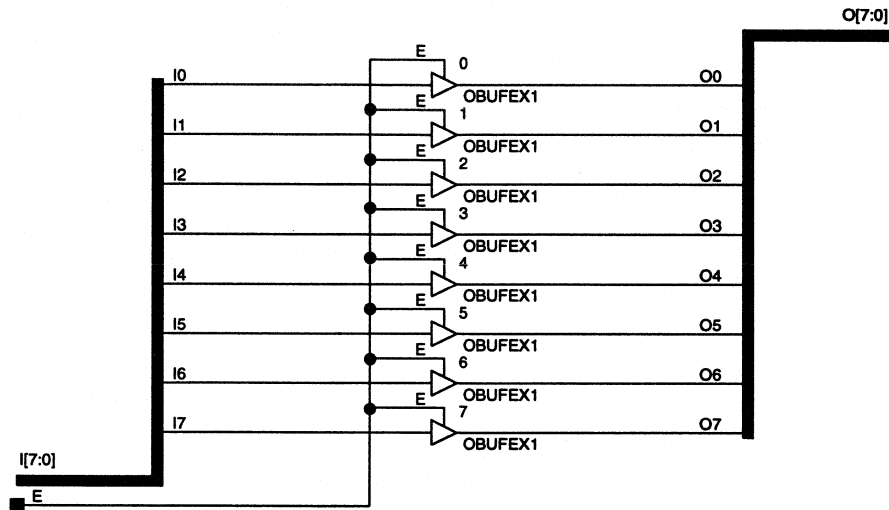 O[7:0]
E 0
I0 O0
OBUFEX1
E 1
I1 O1
OBUFEX1
E 2
I2 O2
OBUFEX1
E 3
I3 O3
OBUFEX1
E 4
I4 O4
OBUFEX1
E 5
I5 O5
OBUFEX1
E 6
I6 O6
OBUFEX1
E 7
I7 O7
OBUFEX1
I[7:0]
E